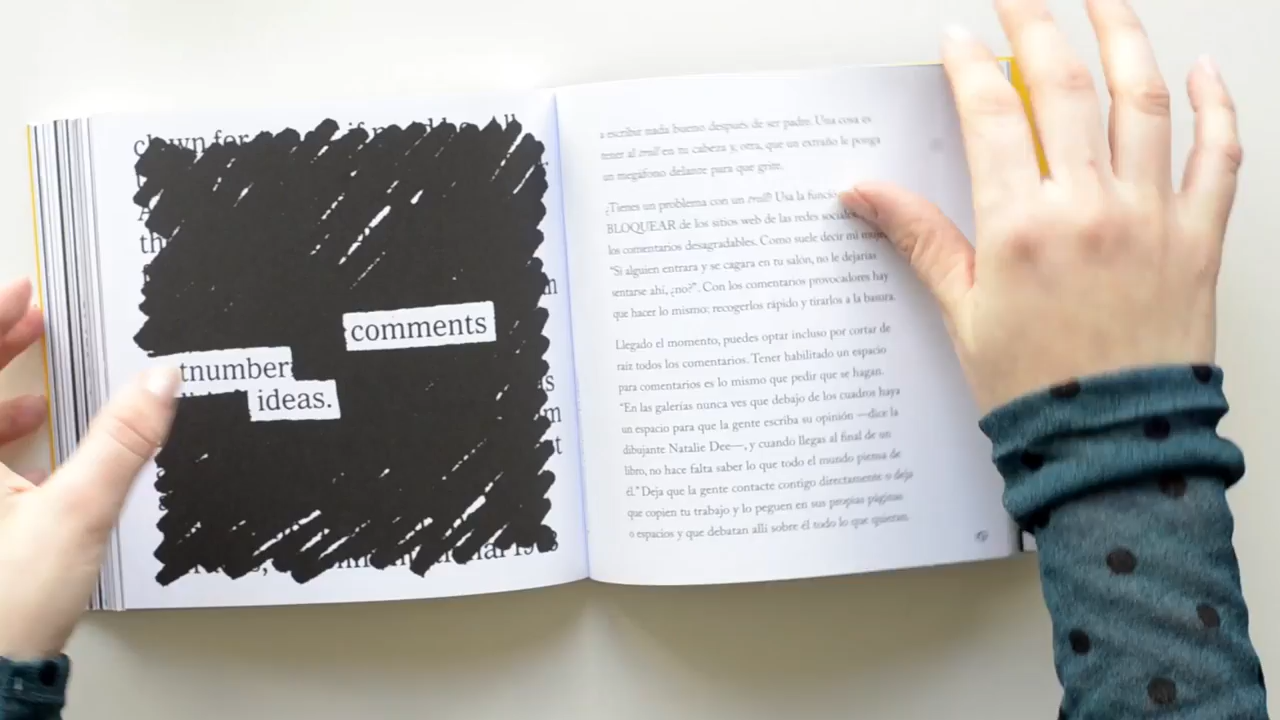 comments
tnumber
ideas.
a escribir nada bueno después de ser padre. Una cosa es
tener al troll en tu cabeza y, otra, que un extraño le ponga
un megáfono delante para que grite.
¿Tienes un problema con un troll? Usa la
BLOQUEAR de los sitios web de las redes
los comentarios desagradables. Como suele decir mi
“Si alguien entrara y se cagara en tu salón, no le dejarías
sentarse ahí, ¿no?”. Con los comentarios provocadores hay
que hacer lo mismo: recogerlos rápido y tirarlos a la basura.
Llegado el momento, puedes optar incluso por cortar de
raíz todos los comentarios. Tener habilitado un espacio
para comentarios es lo mismo que pedir que se hagan.
“En las galerías nunca ves que debajo de los cuadros haya
un espacio para que la gente escriba su opinión —dice la
dibujante Natalie Dee—, y cuando llegas al final de un
libro, no hace falta saber lo que todo el mundo piensa de
él.” Deja que la gente contacte contigo directamente o deja
que copien tu trabajo y lo peguen en sus propias páginas
o espacios y que debatan allí sobre él todo lo que quieran.